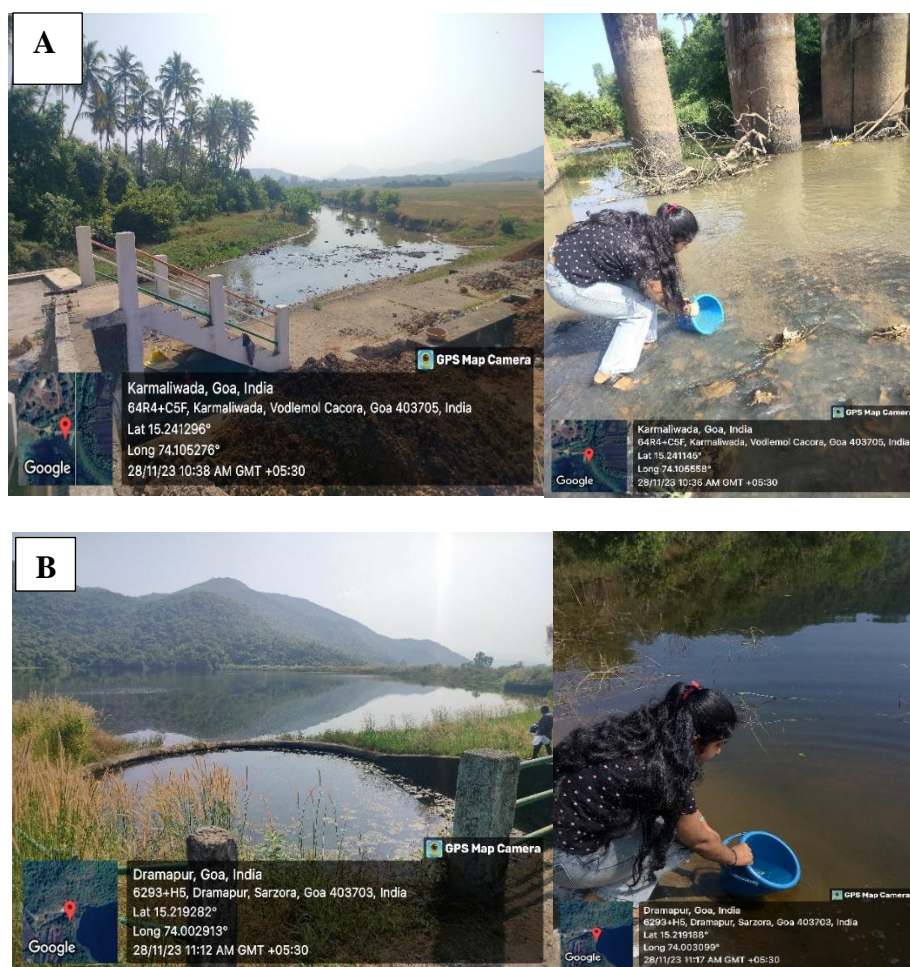 A
GPS Map Camera
Karmaliwada, Goa, India
64R4+C5F, Karmaliwada, Vodlemol Cacora, Goa 403705, India
Lat 15.241296°
Long 74.105276°
28/11/23 10:38 AM GMT +05:30
Google
GPS Map Camera
Karmaliwada, Goa, India
64R4+C5F, Karmaliwada, Vodlemol Cacora, Goa 403705, India
Lat 15.241145°
Long 74.105558°
28/11/23 10:36 AM GMT +05:30
Google
B
GPS Map Camera
Dramapur, Goa, India
6293+H5, Dramapur, Sarzora, Goa 403703, India
Lat 15.219282°
Long 74.002913°
28/11/23 11:12 AM GMT +05:30
Google
GPS Map Camera
Dramapur, Goa, India
6293+H5, Dramapur, Sarzora, Goa 403703, India
Lat 15.219188°
Long 74.003099°
28/11/23 11:17 AM GMT +05:30
Google